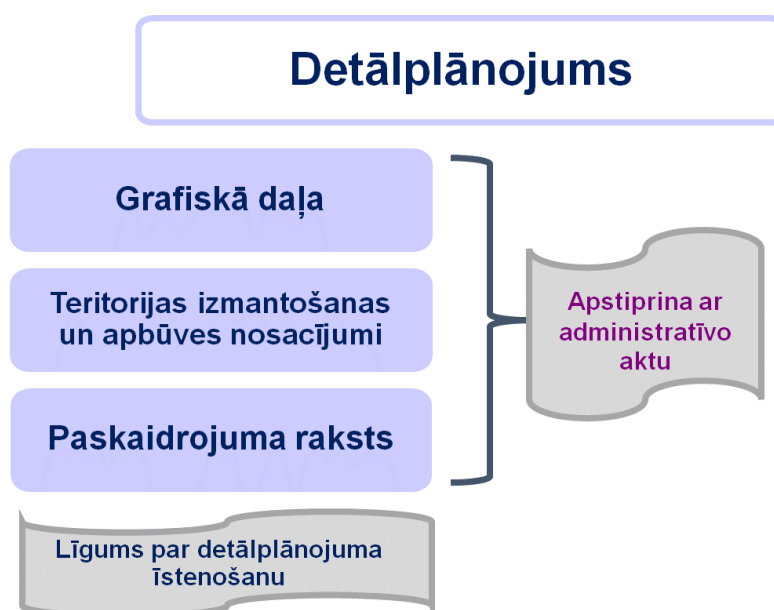 Detālplānojums
Grafiskā daļa
Teritorijas izmantošanas
un apbūves nosacījumi
Paskaidrojuma raksts
Apstiprina ar
administratīvo
aktu
Līgums par detālplānojuma
īstenošanu